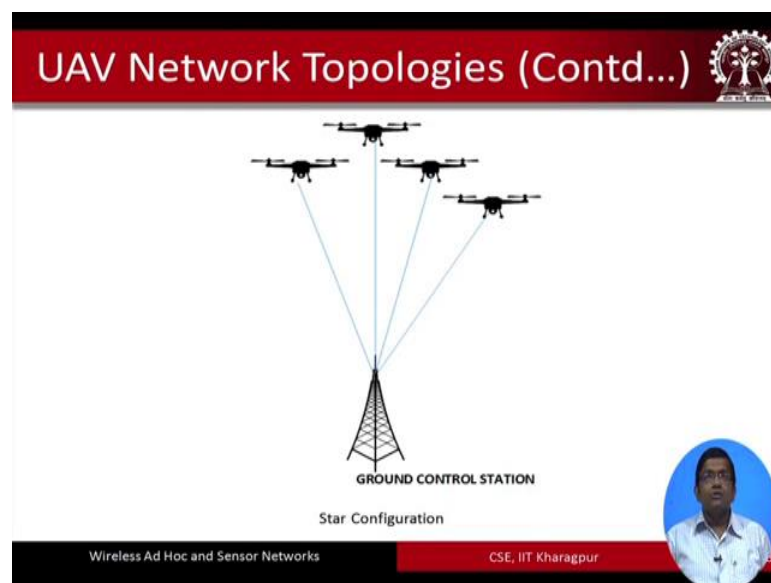 UAV Network Topologies (Contd...)
GROUND CONTROL STATION
Star Configuration
Wireless Ad Hoc and Sensor Networks
CSE, IIT Kharagpur